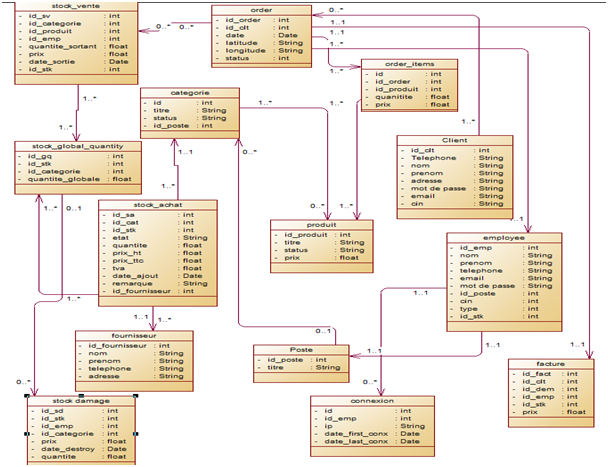 stock_vente
- id_sv : int
- id_categorie : int
- id_produit : int
- id_emp : int
- quantite_sortant : float
- prix : float
- date_sortie : Date
- id_stk : int
order
- id_order : int
- id_clt : int
- date : Date
- latitude : String
- longitude : String
- status : int
0..*
0..*
0..*
1..1
1..1
1..*
1..*
order_items
- id : int
- id_order : int
- id_produit : int
- quanitite : float
- prix : float
categorie
- id : int
- titre : String
- status : String
- id_poste : int
1..*
1..*
1..*
1..*
Client
- id_clt : int
- Telephone : String
- nom : String
- prenom : String
- adresse : String
- mot de passe : String
- email : String
- cin : String
stock_global_quantity
- id_gq : int
- id_stk : int
- id_categorie : int
- quantite_globale : float
1..1
0..*
1..*
1..*
0..1
stock_achat
- id_sa : int
- id_cat : int
- id_stk : int
- etat : String
- quantite : float
- prix_ht : float
- prix_ttc : float
- tva : float
- date_ajout : Date
- remarque : String
- id_fournisseur : int
0..*
1..*
1..*
produit
- id_produit : int
- titre : String
- status : String
- prix : float
employee
- id_emp : int
- nom : String
- prenom : String
- telephone : String
- email : String
- mot de passe : String
- id_poste : int
- cin : int
- type : int
- id_stk : int
1..*
1..1
1..1
1..*
fournisseur
- id_fournisseur : int
- nom : String
- prenom : String
- telephone : String
- adresse : String
0..1
Poste
- id_poste : int
- titre : String
1..1
1..1
1..1
facture
- id_fact : int
- id_clt : int
- id_dem : int
- id_emp : int
- id_stk : int
- prix : float
0..*
0..*
stock damage
- id_sd : int
- id_stk : int
- id_emp : int
- id_categorie : int
- prix : float
- date_destroy : Date
- quantite : float
connexion
- id : int
- id_emp : int
- ip : String
- date_first_conx : Date
- date_last_conx : Date